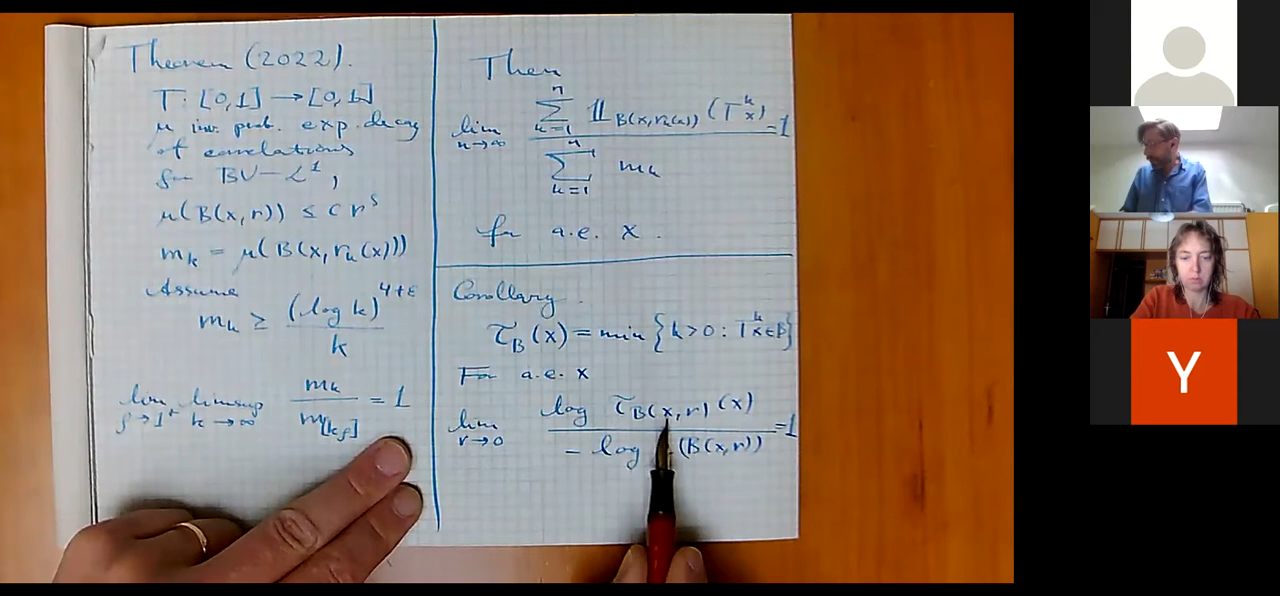 Theorem (2022).
T: [0,1] → [0,1]
μ inv. prob. exp. decay
of correlations
for BV - L¹,
μ(B(x,r)) ≤ c r^s
m_k = μ(B(x, r_k(x)))
Assume
m_k ≥ (log k)^{4+ε} / k
lim_{ρ→1⁺} limsup_{k→∞} m_k / m_{[kρ]} = 1
Then
lim_{n→∞} ∑_{k=1}^{n} 𝟙_{B(x,r_k(x))} (T^k x) / ∑_{k=1}^{n} m_k = 1
for a.e. x.
Corollary.
τ_B(x) = min {k>0 : T^k x ∈ B}
For a.e. x
lim_{r→0} log τ_{B(x,r)}(x) / - log (B(x,r)) = 1
Y